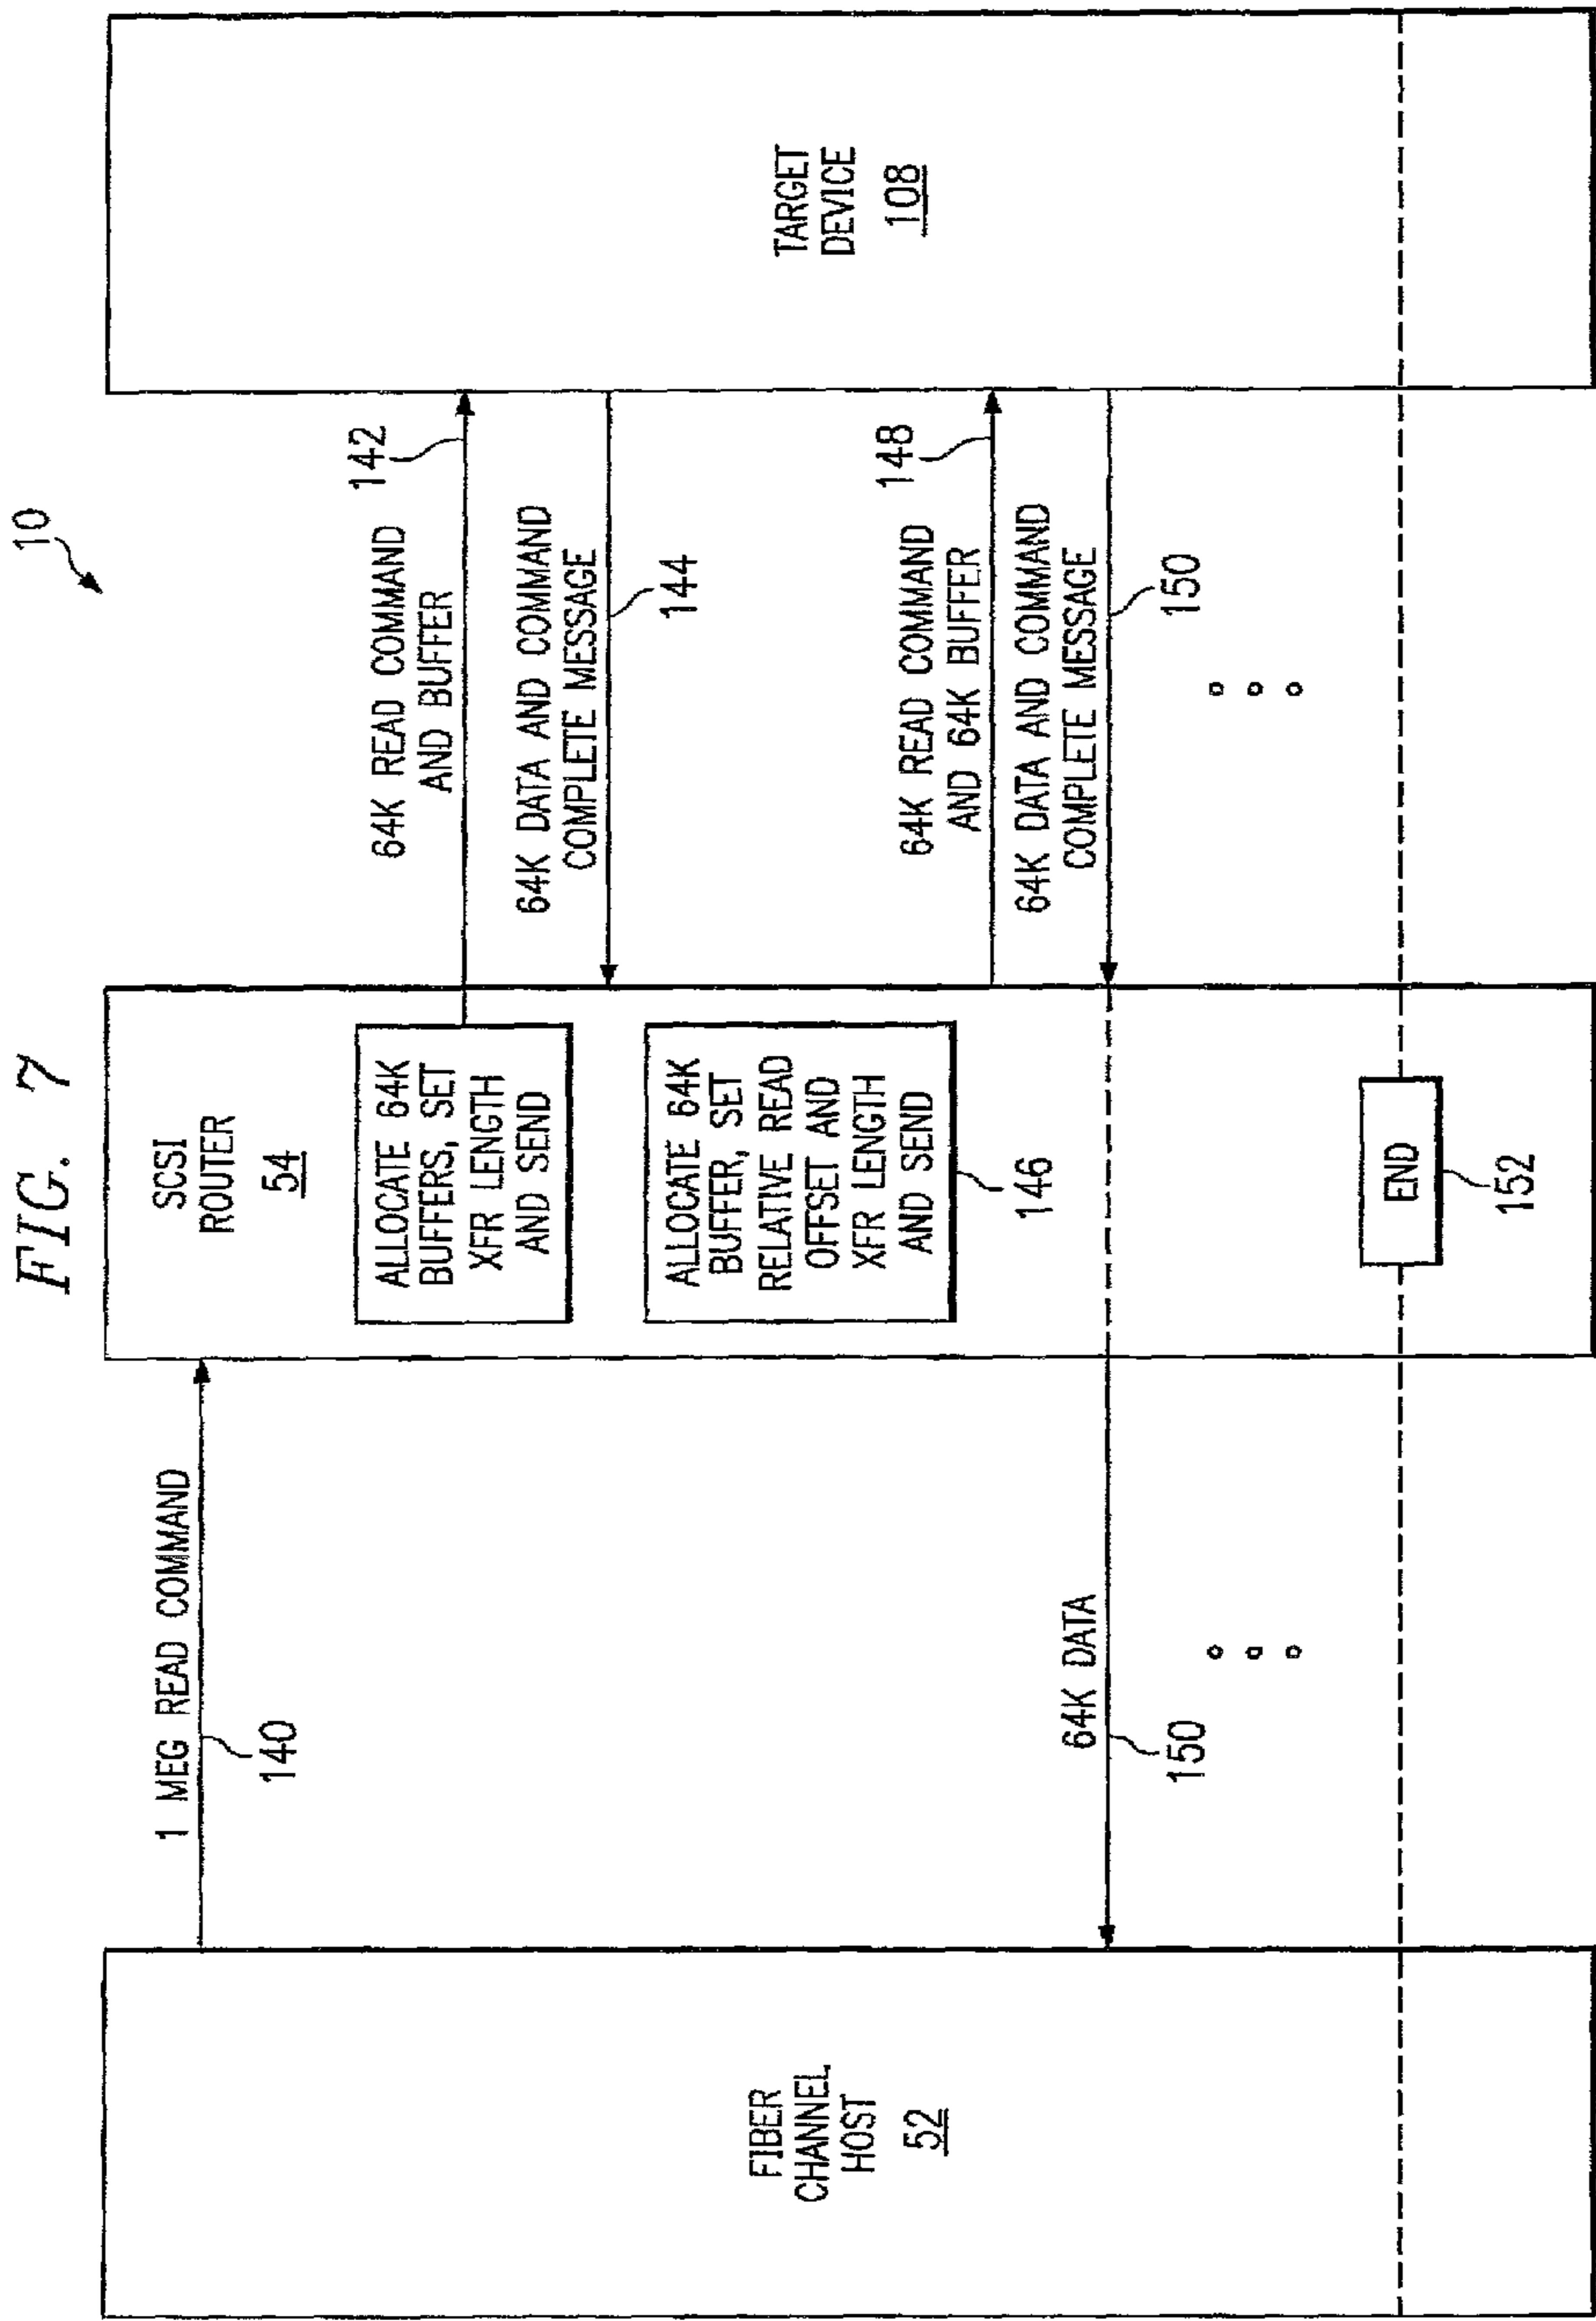 FIG. 7
10
FIBER
CHANNEL
HOST
52
SCSI
ROUTER
54
TARGET
DEVICE
108
1 MEG READ COMMAND
140
ALLOCATE 64K
BUFFERS, SET
XFR LENGTH
AND SEND
64K READ COMMAND
AND BUFFER
142
64K DATA AND COMMAND
COMPLETE MESSAGE
144
ALLOCATE 64K
BUFFER, SET
RELATIVE READ
OFFSET AND
XFR LENGTH
AND SEND
146
64K READ COMMAND
AND 64K BUFFER
148
64K DATA AND COMMAND
COMPLETE MESSAGE
150
64K DATA
150
END
152